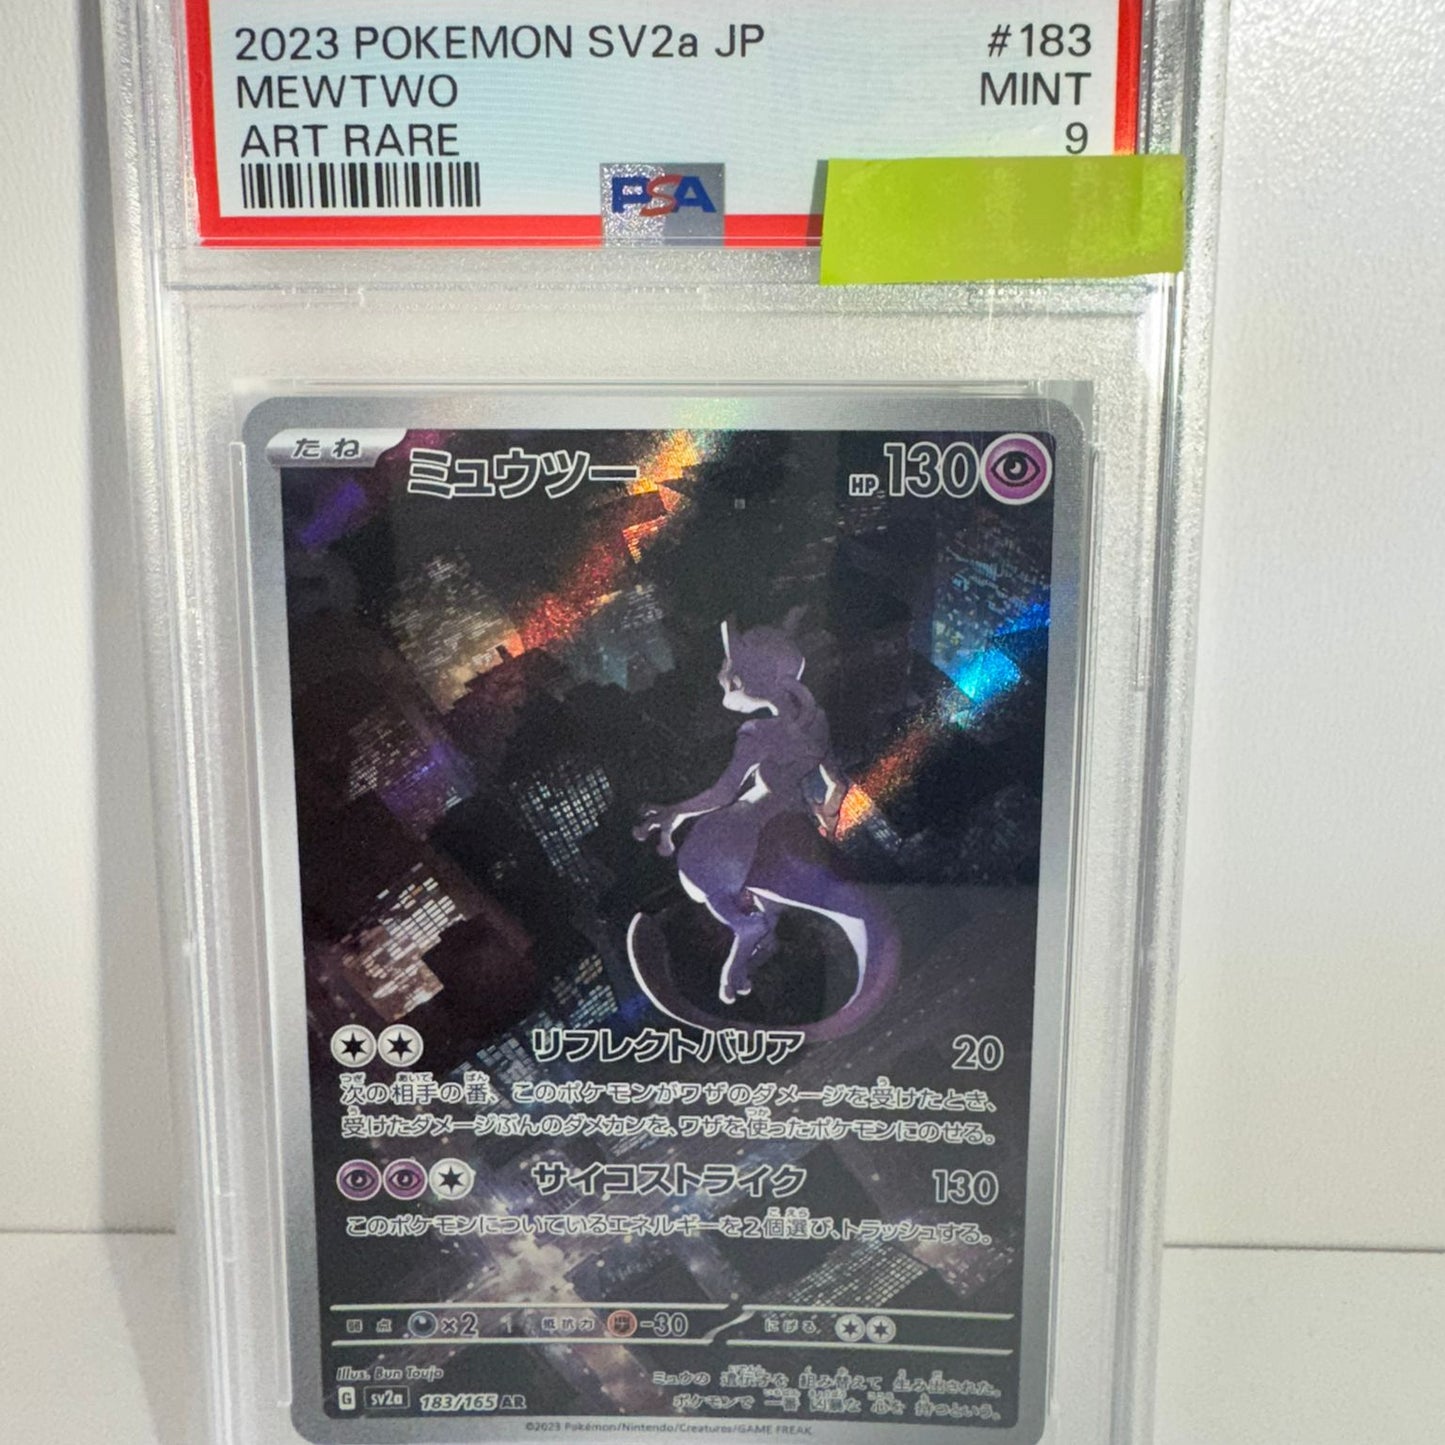 2023 POKEMON SV2a JP #183
MEWTWO MINT
ART RARE 9
PSA
たね ミュウツー HP 130
リフレクトバリア 20
次の相手の番、このポケモンがワザのダメージを受けたとき、
受けたダメージぶんのダメカンを、ワザを使ったポケモンにのせる。
サイコストライク 130
このポケモンについているエネルギーを2個選び、トラッシュする。
弱点 ×2 抵抗力 -30 にげる
Illus. Bun Toujo
ミュウの 遺伝子を 組み替えて 生み出された。
ポケモンで 一番 凶暴な 心を 持つという。
G sv2a 183/165 AR
©2023 Pokémon/Nintendo/Creatures/GAME FREAK